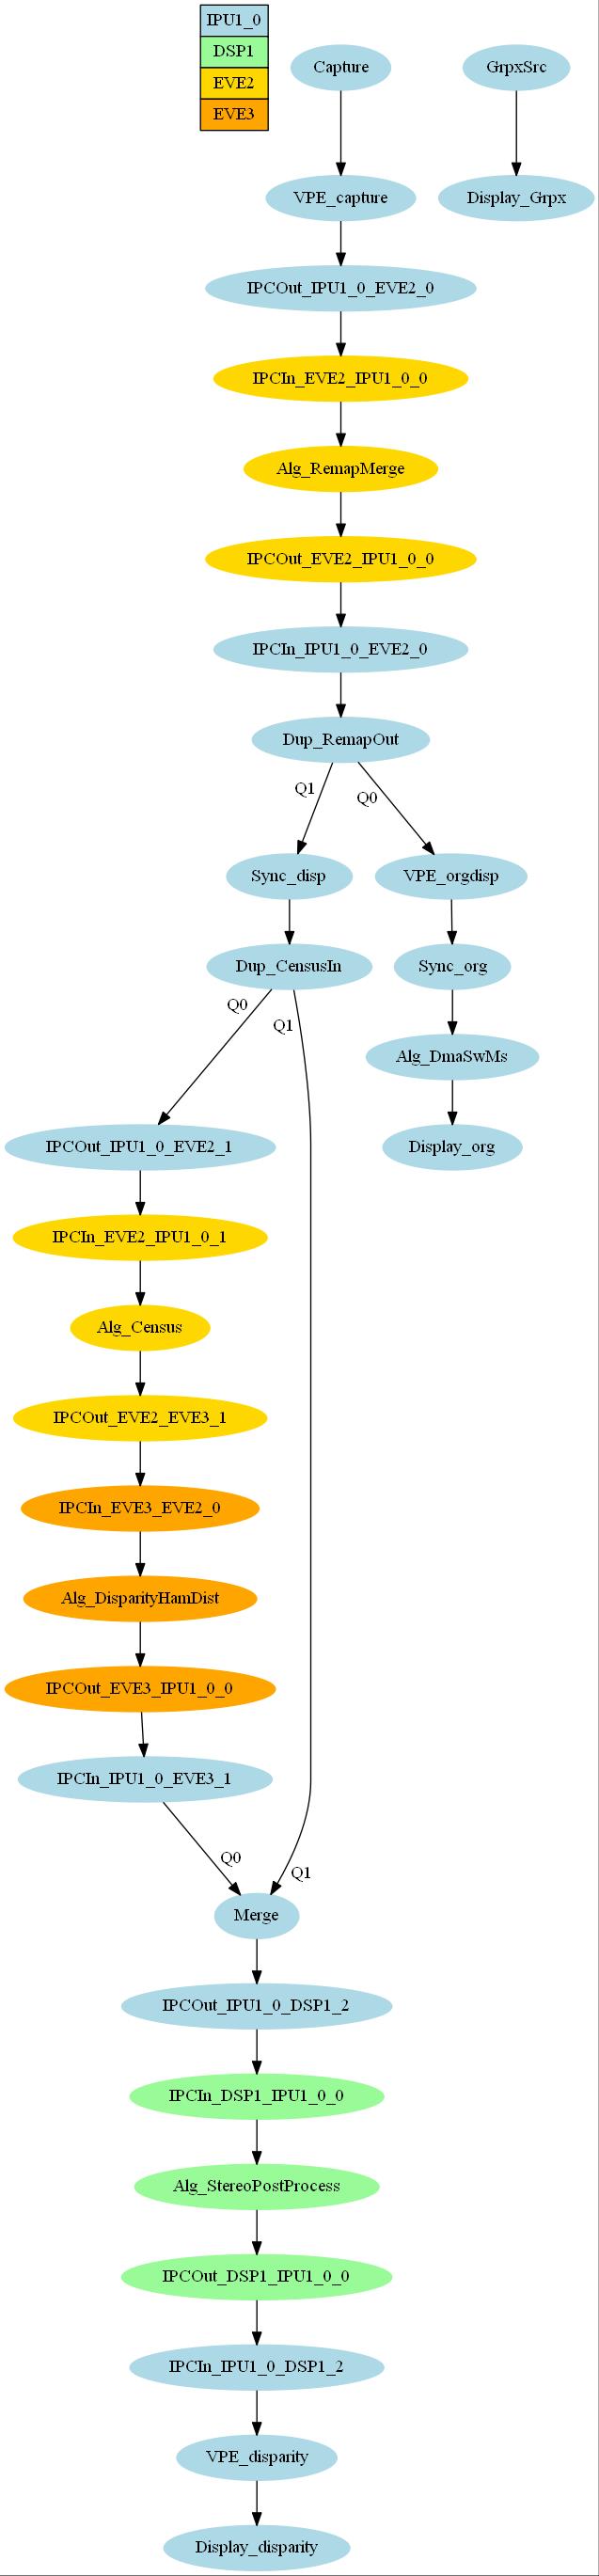 IPU1_0
DSP1
EVE2
EVE3
Capture
GrpxSrc
VPE_capture
Display_Grpx
IPCOut_IPU1_0_EVE2_0
IPCIn_EVE2_IPU1_0_0
Alg_RemapMerge
IPCOut_EVE2_IPU1_0_0
IPCIn_IPU1_0_EVE2_0
Dup_RemapOut
Q1
Q0
Sync_disp
VPE_orgdisp
Dup_CensusIn
Sync_org
Q0
Q1
Alg_DmaSwMs
IPCOut_IPU1_0_EVE2_1
Display_org
IPCIn_EVE2_IPU1_0_1
Alg_Census
IPCOut_EVE2_EVE3_1
IPCIn_EVE3_EVE2_0
Alg_DisparityHamDist
IPCOut_EVE3_IPU1_0_0
IPCIn_IPU1_0_EVE3_1
Q0
Q1
Merge
IPCOut_IPU1_0_DSP1_2
IPCIn_DSP1_IPU1_0_0
Alg_StereoPostProcess
IPCOut_DSP1_IPU1_0_0
IPCIn_IPU1_0_DSP1_2
VPE_disparity
Display_disparity